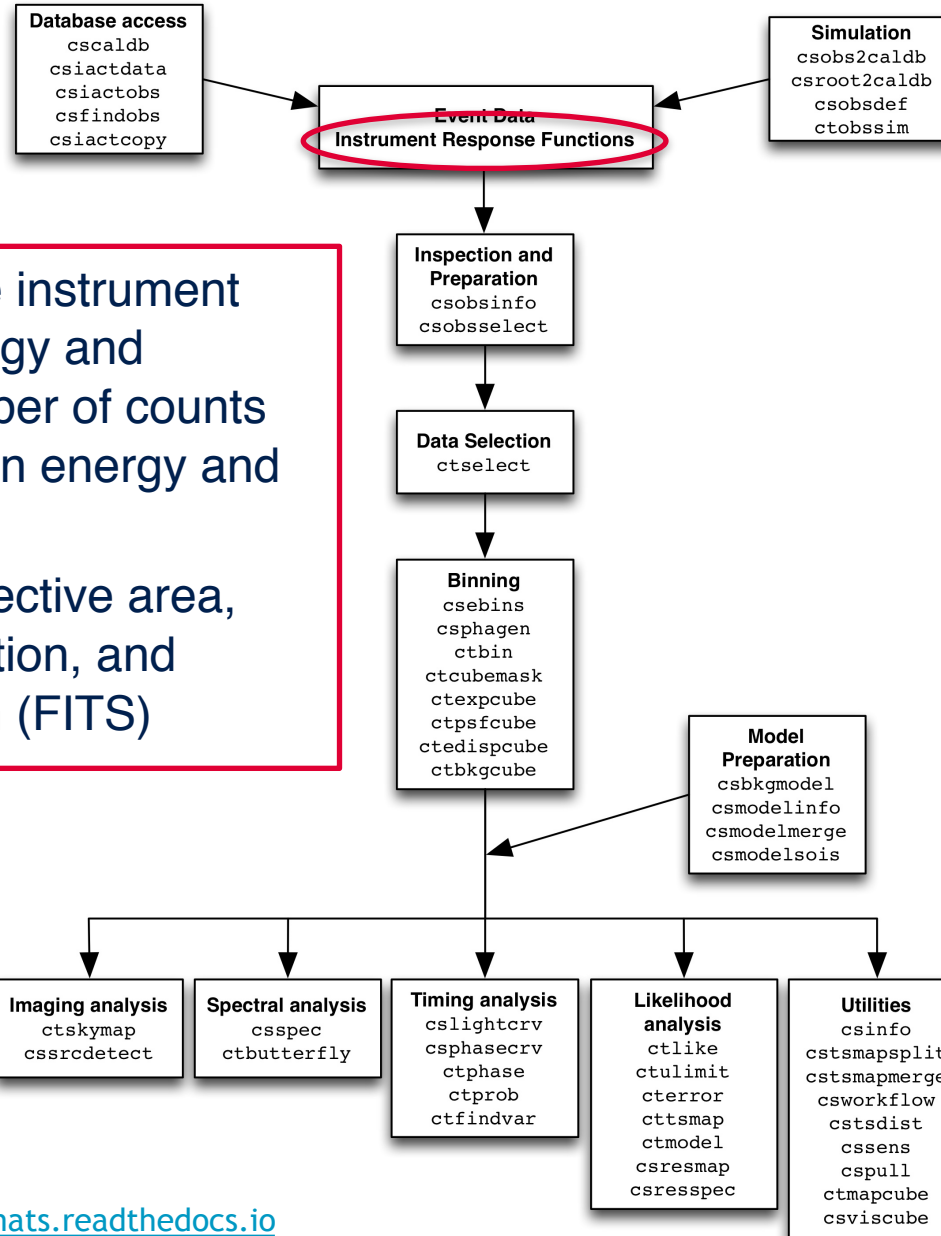 Database access
cscaldb
csiactdata
csiactobs
csfindobs
csiactcopy
Simulation
csobs2caldb
csroot2caldb
csobsdef
ctobssim
Event Data
Instrument Response Functions
Inspection and
Preparation
csobsinfo
csobsselect
instrument
gy and
ber of counts
n energy and
ective area,
tion, and
(FITS)
Data Selection
ctselect
Binning
csebins
csphagen
ctbin
ctcubemask
ctexpcube
ctpsfcube
ctedispcube
ctbkgcube
Model
Preparation
csbkgmodel
csmodelinfo
csmodelmerge
csmodelsois
Imaging analysis
ctskymap
cssrcdetect
Spectral analysis
csspec
ctbutterfly
Timing analysis
cslightcrv
csphasecrv
ctphase
ctprob
ctfindvar
Likelihood
analysis
ctlike
ctulimit
cterror
cttsmap
ctmodel
csresmap
csresspec
Utilities
csinfo
cstsmapsplit
cstsmapmerge
csworkflow
cstsdist
cssens
cspull
ctmapcube
csviscube
nats.readthedocs.io